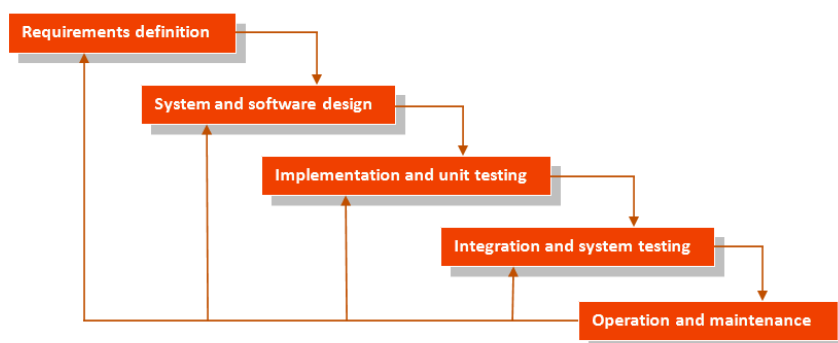 Requirements definition
System and software design
Implementation and unit testing
Integration and system testing
Operation and maintenance